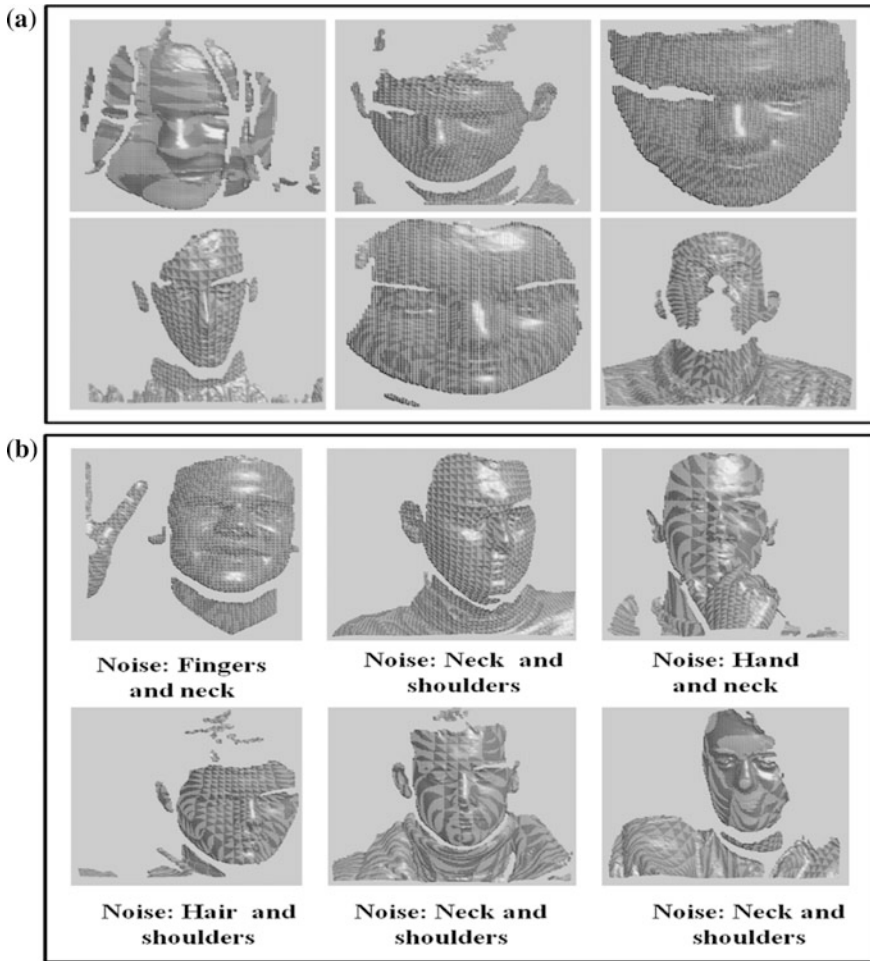 (a)
(b)
Noise: Fingers
and neck
Noise: Neck and
shoulders
Noise: Hand
and neck
Noise: Hair and
shoulders
Noise: Neck and
shoulders
Noise: Neck and
shoulders